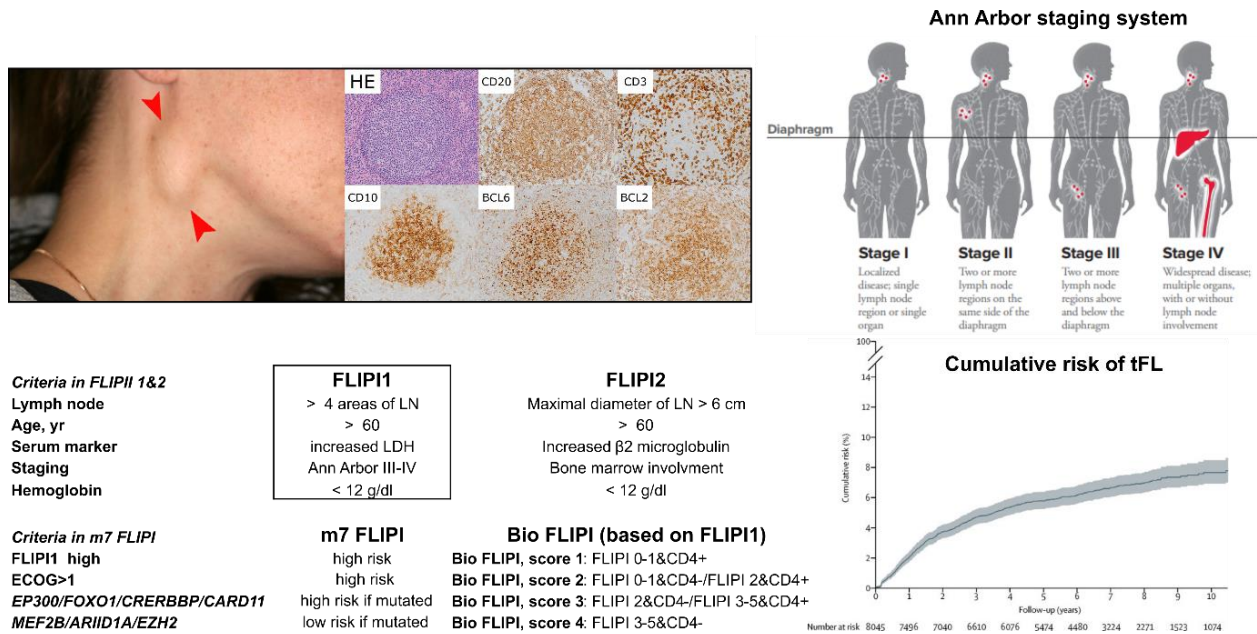 Ann Arbor staging system
HE
CD20
CD3
CD10
BCL6
BCL2
Diaphragm
Stage I
Localized
disease; single
lymph node
region or single
organ
Stage II
Two or more
lymph node
regions on the
same side of the
diaphragm
Stage III
Two or more
lymph node
regions above
and below the
diaphragm
Stage IV
Widespread disease;
multiple organs,
with or without
lymph node
involvement
Criteria in FLIPII 1&2 FLIPI1 FLIPI2
Lymph node > 4 areas of LN Maximal diameter of LN > 6 cm
Age, yr > 60 > 60
Serum marker increased LDH Increased β2 microglobulin
Staging Ann Arbor III-IV Bone marrow involvment
Hemoglobin < 12 g/dl < 12 g/dl
Criteria in m7 FLIPI m7 FLIPI Bio FLIPI (based on FLIPI1)
FLIPI1 high high risk Bio FLIPI, score 1: FLIPI 0-1&CD4+
ECOG>1 high risk Bio FLIPI, score 2: FLIPI 0-1&CD4-/FLIPI 2&CD4+
EP300/FOXO1/CRERBBP/CARD11 high risk if mutated Bio FLIPI, score 3: FLIPI 2&CD4-/FLIPI 3-5&CD4+
MEF2B/ARIID1A/EZH2 low risk if mutated Bio FLIPI, score 4: FLIPI 3-5&CD4-
Cumulative risk of tFL
Cumulative risk (%)
100
14
12
10
8
6
4
2
0
0 1 2 3 4 5 6 7 8 9 10
Follow-up (years)
Number at risk 8045 7496 7040 6610 6076 5474 4480 3224 2271 1523 1074